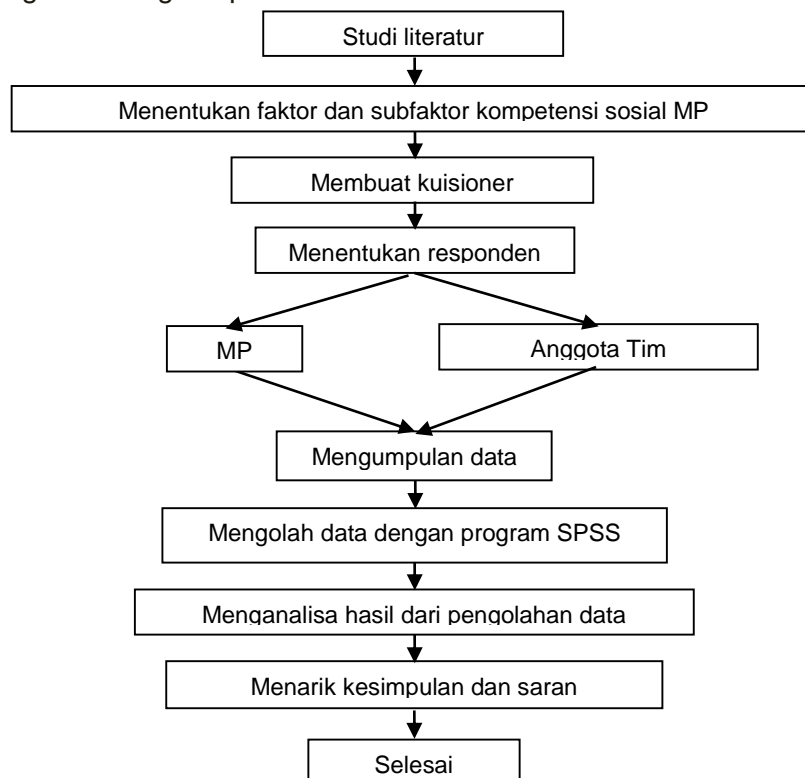 Studi literatur
Menentukan faktor dan subfaktor kompetensi sosial MP
Membuat kuisioner
Menentukan responden
MP
Anggota Tim
Mengumpulan data
Mengolah data dengan program SPSS
Menganalisa hasil dari pengolahan data
Menarik kesimpulan dan saran
Selesai